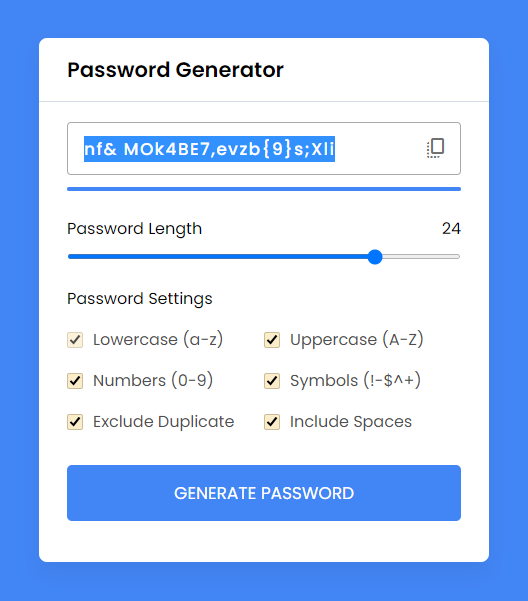 Password Generator
nf& MOk4BE7,evzb{9}s;Xli
Password Length 24
Password Settings
Lowercase (a-z) Uppercase (A-Z)
Numbers (0-9) Symbols (!-$^+)
Exclude Duplicate Include Spaces
GENERATE PASSWORD